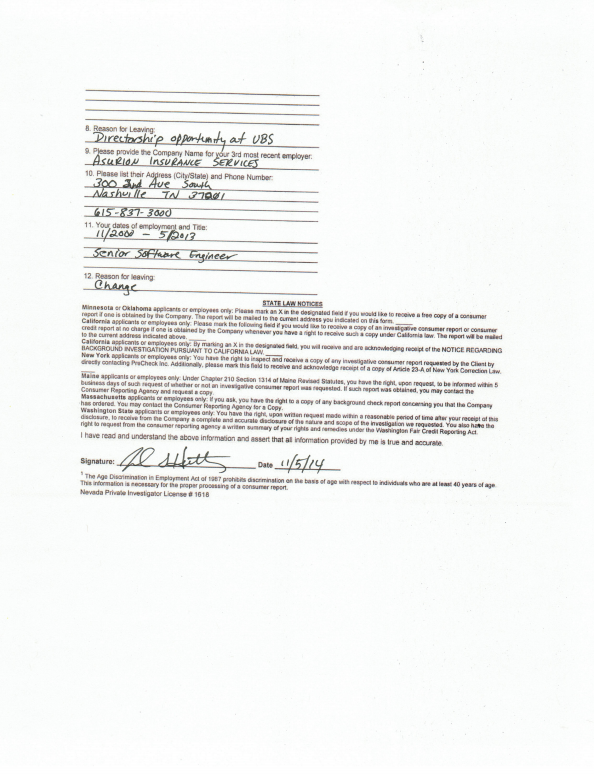 8. Reason for Leaving:
Directorship opportunity at UBS
9. Please provide the Company Name for your 3rd most recent employer:
ASURION INSURANCE SERVICES
10. Please list their Address (City/State) and Phone Number:
300 Ave South
Nashville TN
615-837-3000
11. Your dates of employment and Title:
- 5/2013
Senior Software Engineer
12. Reason for leaving:
Change
STATE LAW NOTICES
Minnesota or Oklahoma applicants or employees only: Please mark an X in the designated field if you would like to receive a free copy of a consumer
report if one is obtained by the Company. The report will be mailed to the current address you indicated on this form. ____
California applicants or employees only: Please mark the following field if you would like to receive a copy of an investigative consumer report or consumer
credit report at no charge if one is obtained by the Company whenever you have a right to receive such a copy under California law. The report will be mailed
to the current address indicated above. ____
California applicants or employees only: By marking an X in the designated field, you will receive and are acknowledging receipt of the NOTICE REGARDING
BACKGROUND INVESTIGATION PURSUANT TO CALIFORNIA LAW. ____
New York applicants or employees only: You have the right to inspect and receive a copy of any investigative consumer report requested by the Client by
directly contacting PreCheck Inc. Additionally, please mark this field to receive and acknowledge receipt of a copy of Article 23-A of New York Correction Law.
____
Maine applicants or employees only: Under Chapter 210 Section 1314 of Maine Revised Statutes, you have the right, upon request, to be informed within 5
business days of such request of whether or not an investigative consumer report was requested. If such report was obtained, you may contact the
Consumer Reporting Agency and request a copy.
Massachusetts applicants or employees only: If you ask, you have the right to a copy of any background check report concerning you that the Company
has ordered. You may contact the Consumer Reporting Agency for a Copy.
Washington State applicants or employees only: You have the right, upon written request made within a reasonable period of time after your receipt of this
disclosure, to receive from the Company a complete and accurate disclosure of the nature and scope of the investigation we requested. You also have the
right to request from the consumer reporting agency a written summary of your rights and remedies under the Washington Fair Credit Reporting Act.
I have read and understand the above information and assert that all information provided by me is true and accurate.
Signature: Date 11/5/14
1 The Age Discrimination in Employment Act of 1967 prohibits discrimination on the basis of age with respect to individuals who are at least 40 years of age.
This information is necessary for the proper processing of a consumer report.
Nevada Private Investigator License # 1618